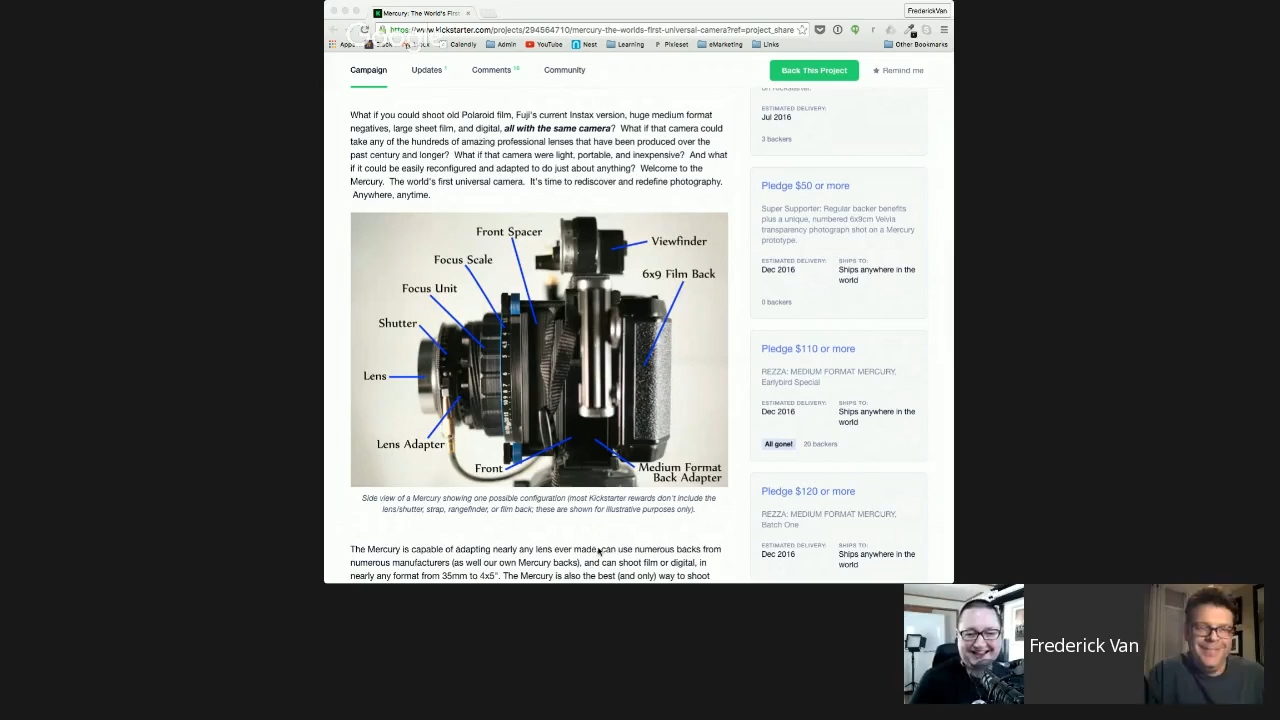 Mercury: The World's First
FrederickVan
https://www.kickstarter.com/projects/294564710/mercury-the-worlds-first-universal-camera?ref=project_share
Google
Apps
Calendly
Admin
YouTube
Nest
Learning
Pixieset
eMarketing
Links
Other Bookmarks
Campaign
Updates 1
Comments
Community
Back This Project
Remind me
What if you could shoot old Polaroid film, Fuji's current Instax version, huge medium format
negatives, large sheet film, and digital, all with the same camera? What if that camera could
take any of the hundreds of amazing professional lenses that have been produced over the
past century and longer? What if that camera were light, portable, and inexpensive? And what
if it could be easily reconfigured and adapted to do just about anything? Welcome to the
Mercury. The world's first universal camera. It's time to rediscover and redefine photography.
Anywhere, anytime.
Front Spacer
Viewfinder
Focus Scale
6x9 Film Back
Focus Unit
Shutter
Lens
Lens Adapter
Front
Medium Format
Back Adapter
Side view of a Mercury showing one possible configuration (most Kickstarter rewards don't include the
lens/shutter, strap, rangefinder, or film back; these are shown for illustrative purposes only).
The Mercury is capable of adapting nearly any lens ever made, can use numerous backs from
numerous manufacturers (as well our own Mercury backs), and can shoot film or digital, in
nearly any format from 35mm to 4x5". The Mercury is also the best (and only) way to shoot
on Kickstarter.
ESTIMATED DELIVERY:
Jul 2016
3 backers
Pledge $50 or more
Super Supporter: Regular backer benefits
plus a unique, numbered 6x9cm Velvia
transparency photograph shot on a Mercury
prototype.
ESTIMATED DELIVERY: SHIPS TO:
Dec 2016 Ships anywhere in the
world
0 backers
Pledge $110 or more
REZZA: MEDIUM FORMAT MERCURY,
Earlybird Special
ESTIMATED DELIVERY: SHIPS TO:
Dec 2016 Ships anywhere in the
world
All gone! 20 backers
Pledge $120 or more
REZZA: MEDIUM FORMAT MERCURY,
Batch One
ESTIMATED DELIVERY: SHIPS TO:
Dec 2016 Ships anywhere in the
world
Frederick Van